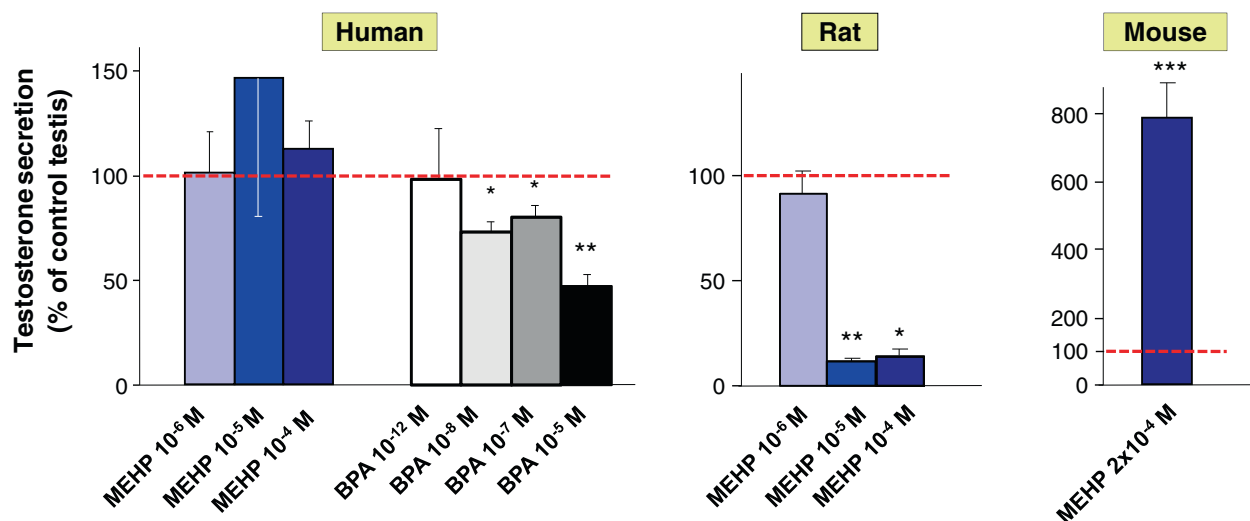 Human
Rat
Mouse
Testosterone secretion
(% of control testis)
150
100
50
0
*
*
**
MEHP 10⁻⁶ M
MEHP 10⁻⁵ M
MEHP 10⁻⁴ M
BPA 10⁻¹² M
BPA 10⁻⁸ M
BPA 10⁻⁷ M
BPA 10⁻⁵ M
100
50
0
**
*
MEHP 10⁻⁶ M
MEHP 10⁻⁵ M
MEHP 10⁻⁴ M
***
800
600
400
200
100
0
MEHP 2x10⁻⁴ M